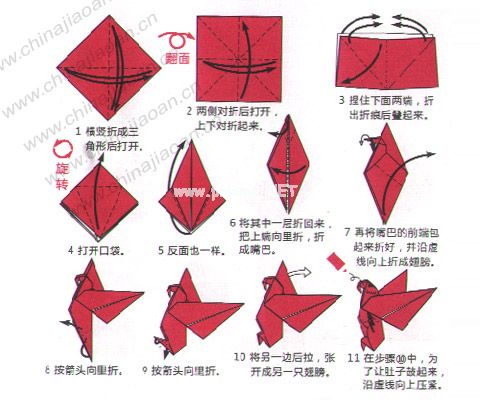 www.chinajiaoan.cn
www.chinajiaoan.cn
www.chinajiaoan.cn
翻面
1 横竖折成三
角形后打开。
2 两侧对折后打开，
上下对折起来。
3 捏住下面两端，折
出折痕后叠起来。
旋转
4 打开口袋。
5 反面也一样。
6 将其中一层折回来，
把上端向里折，折
成嘴巴。
7 再将嘴巴的前端包
起来折好，并沿虚
线向上折成翅膀。
8 按箭头向里折。
9 按箭头向里折。
10 将另一边后拉，张
开成另一只翅膀。
11 在步骤⑩中，为
了让肚子鼓起来，
沿虚线向上压紧。